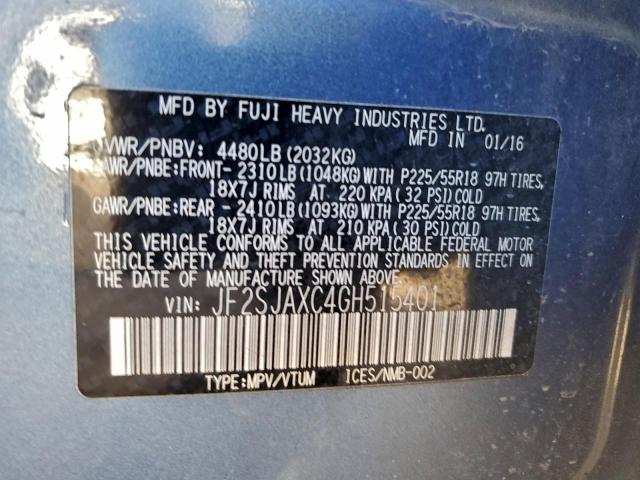 MFD BY FUJI HEAVY INDUSTRIES LTD.
MFD IN 01/16
GVWR/PNBV: 4480LB (2032KG)
GAWR/PNBE:FRONT- 2310LB (1048KG) WITH P225/55R18 97H TIRES,
18X7J RIMS AT 220 KPA ( 32 PSI) COLD
GAWR/PNBE:REAR - 2410LB (1093KG) WITH P225/55R18 97H TIRES,
18X7J RIMS AT 210 KPA ( 30 PSI) COLD
THIS VEHICLE CONFORMS TO ALL APPLICABLE FEDERAL MOTOR
VEHICLE SAFETY AND THEFT PREVENTION STANDARDS IN EFFECT ON
THE DATE OF MANUFACTURE SHOWN ABOVE.
VIN: JF2SJAXC4GH515401
TYPE:MPV/VTUM ICES/NMB-002